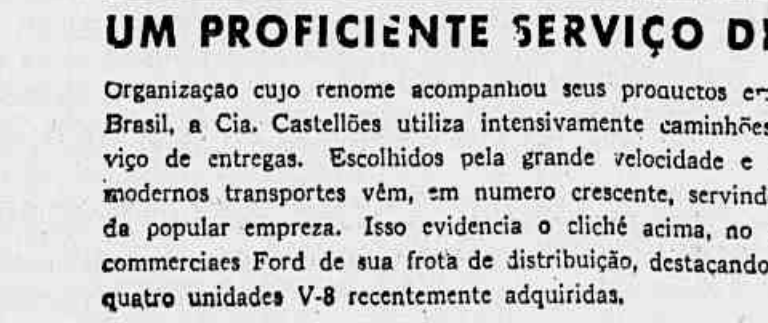 UM PROFICIENTE SERVIÇO
Organização cujo renome acompanhou seus productos
Brasil, a Cia. Castellões utiliza intensivamente caminhões
viço de entregas. Escolhidos pela grande velocidade e
modernos transportes vêm, em numero crescente, servind
da popular empreza. Isso evidencia o cliché acima, no
commerciaes Ford de sua frota de distribuição, destaçando
quatro unidades V-8 recentemente adquiridas.